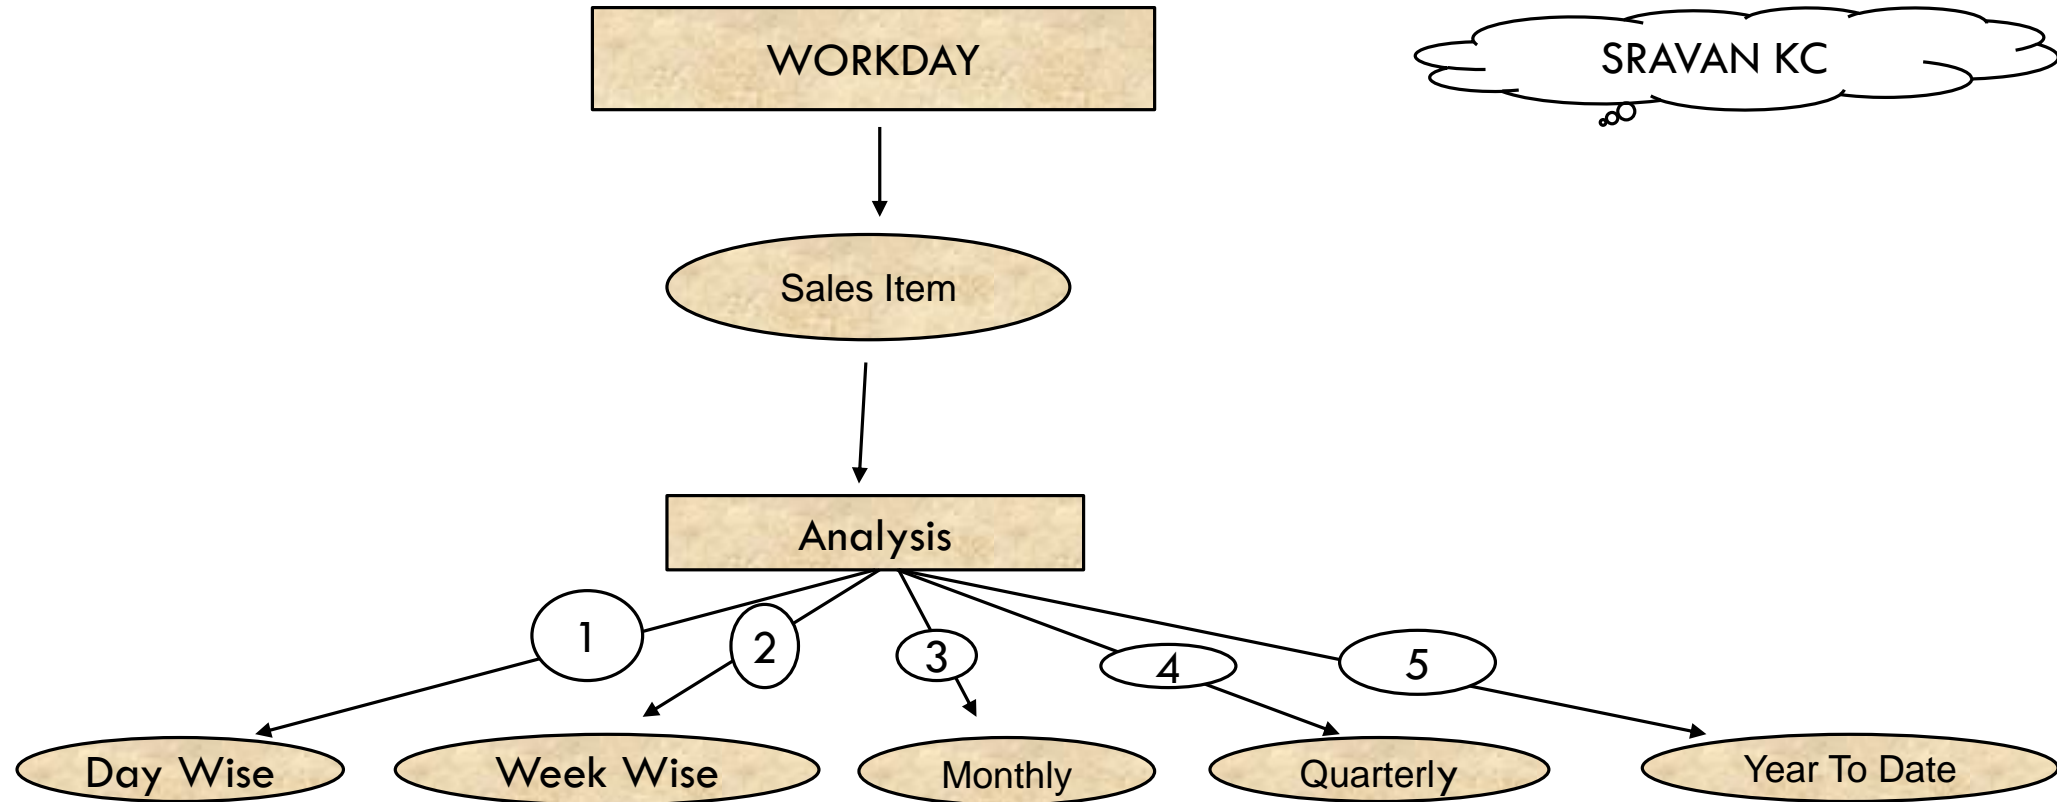 WORKDAY
SRAVAN KC
Sales Item
Analysis
1
2
3
4
5
Day Wise
Week Wise
Monthly
Quarterly
Year To Date